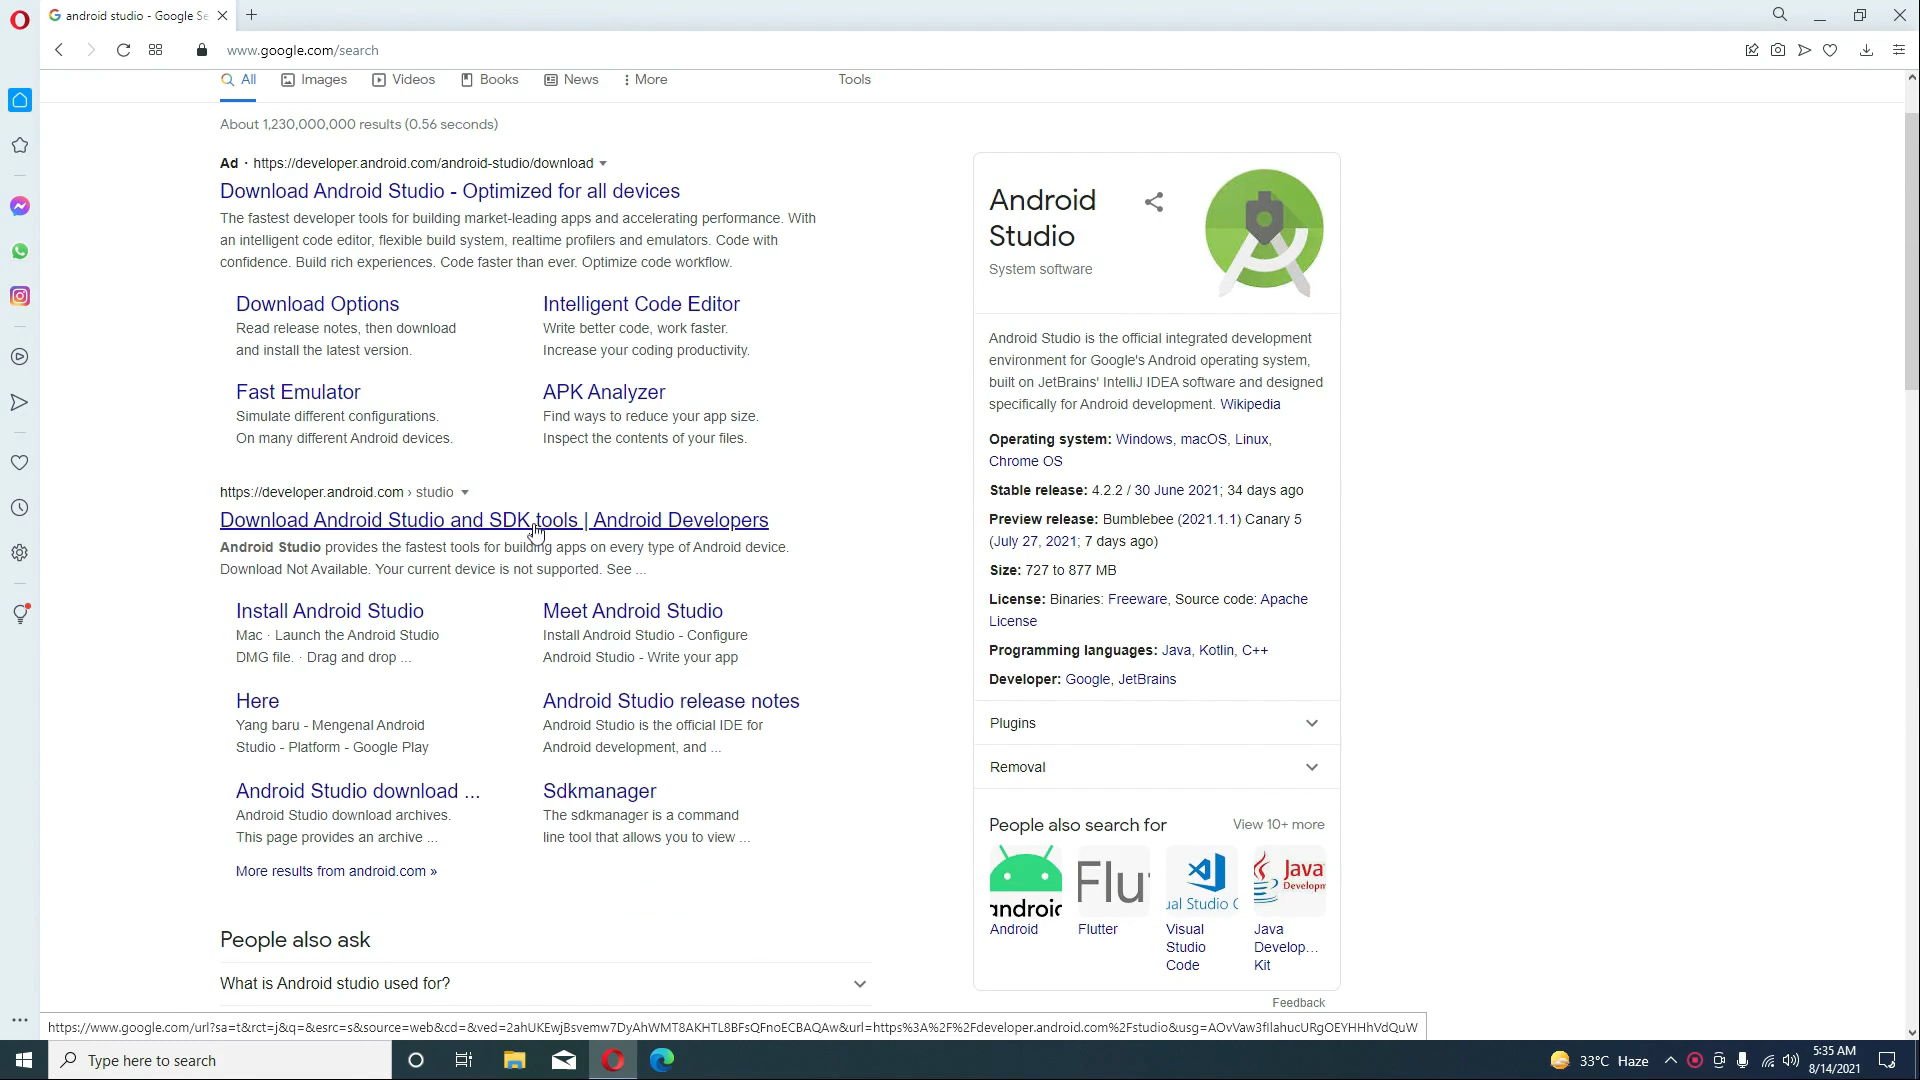 android studio - Google Se
www.google.com/search
All
Images
Videos
Books
News
More
Tools
About 1,230,000,000 results (0.56 seconds)
Ad · https://developer.android.com/android-studio/download
Download Android Studio - Optimized for all devices
The fastest developer tools for building market-leading apps and accelerating performance. With
an intelligent code editor, flexible build system, realtime profilers and emulators. Code with
confidence. Build rich experiences. Code faster than ever. Optimize code workflow.
Download Options
Read release notes, then download
and install the latest version.
Intelligent Code Editor
Write better code, work faster.
Increase your coding productivity.
Fast Emulator
Simulate different configurations.
On many different Android devices.
APK Analyzer
Find ways to reduce your app size.
Inspect the contents of your files.
https://developer.android.com › studio
Download Android Studio and SDK tools | Android Developers
Android Studio provides the fastest tools for building apps on every type of Android device.
Download Not Available. Your current device is not supported. See ...
Install Android Studio
Mac · Launch the Android Studio
DMG file. · Drag and drop ...
Meet Android Studio
Install Android Studio - Configure
Android Studio - Write your app
Here
Yang baru - Mengenal Android
Studio - Platform - Google Play
Android Studio release notes
Android Studio is the official IDE for
Android development, and ...
Android Studio download ...
Android Studio download archives.
This page provides an archive ...
Sdkmanager
The sdkmanager is a command
line tool that allows you to view ...
More results from android.com »
People also ask
What is Android studio used for?
Android
Studio
System software
Android Studio is the official integrated development
environment for Google's Android operating system,
built on JetBrains' IntelliJ IDEA software and designed
specifically for Android development. Wikipedia
Operating system: Windows, macOS, Linux,
Chrome OS
Stable release: 4.2.2 / 30 June 2021; 34 days ago
Preview release: Bumblebee (2021.1.1) Canary 5
(July 27, 2021; 7 days ago)
Size: 727 to 877 MB
License: Binaries: Freeware, Source code: Apache
License
Programming languages: Java, Kotlin, C++
Developer: Google, JetBrains
Plugins
Removal
People also search for
View 10+ more
androic
Android
Flu
Flutter
ual Studio C
Visual
Studio
Code
Java
Developm
Java
Develop...
Kit
Feedback
https://www.google.com/url?sa=t&rct=j&q=&esrc=s&source=web&cd=&ved=2ahUKEwjBsvemw7DyAhWMT8AKHTL8BFsQFnoECBAQAw&url=https%3A%2F%2Fdeveloper.android.com%2Fstudio&usg=AOvVaw3fIlahucURgOEYHHhVdQuW
Type here to search
33°C Haze
5:35 AM
8/14/2021